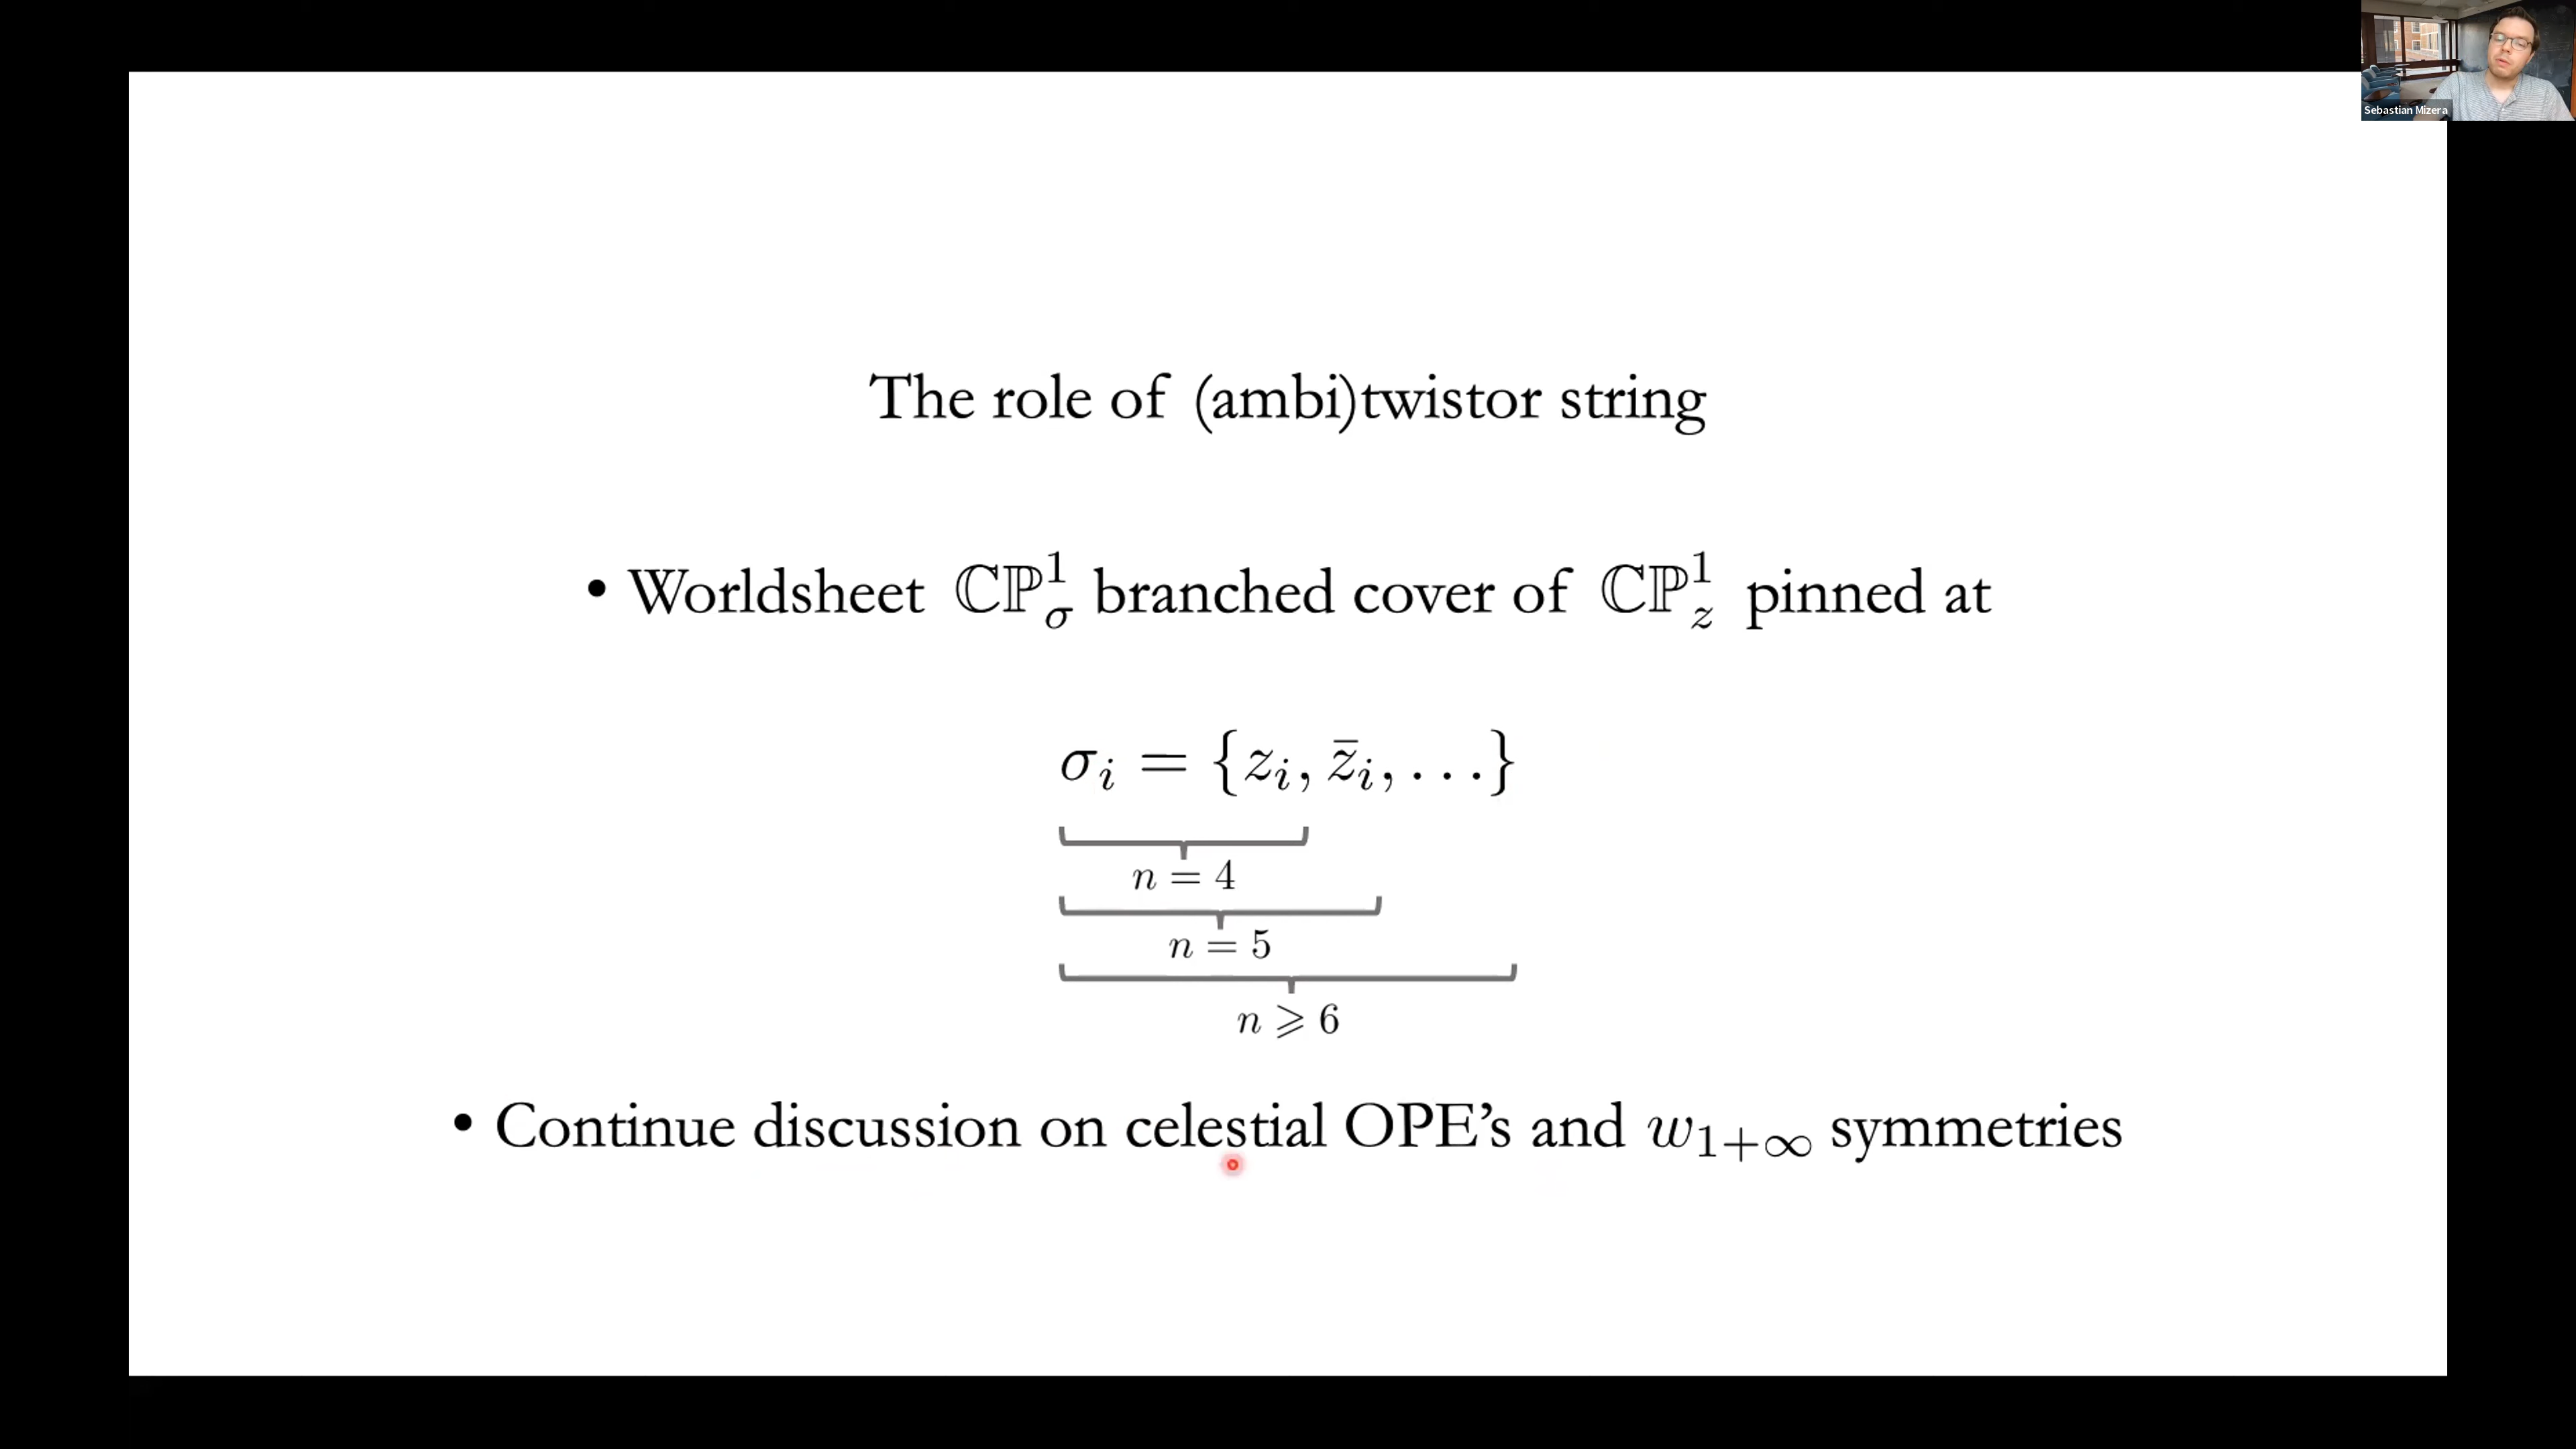 Sebastian Mizera
The role of (ambi)twistor string
• Worldsheet ℂℙ¹_σ branched cover of ℂℙ¹_z pinned at
σ_i = {z_i, z̄_i, . . .}
n = 4
n = 5
n ⩾ 6
• Continue discussion on celestial OPE’s and w_{1+∞} symmetries